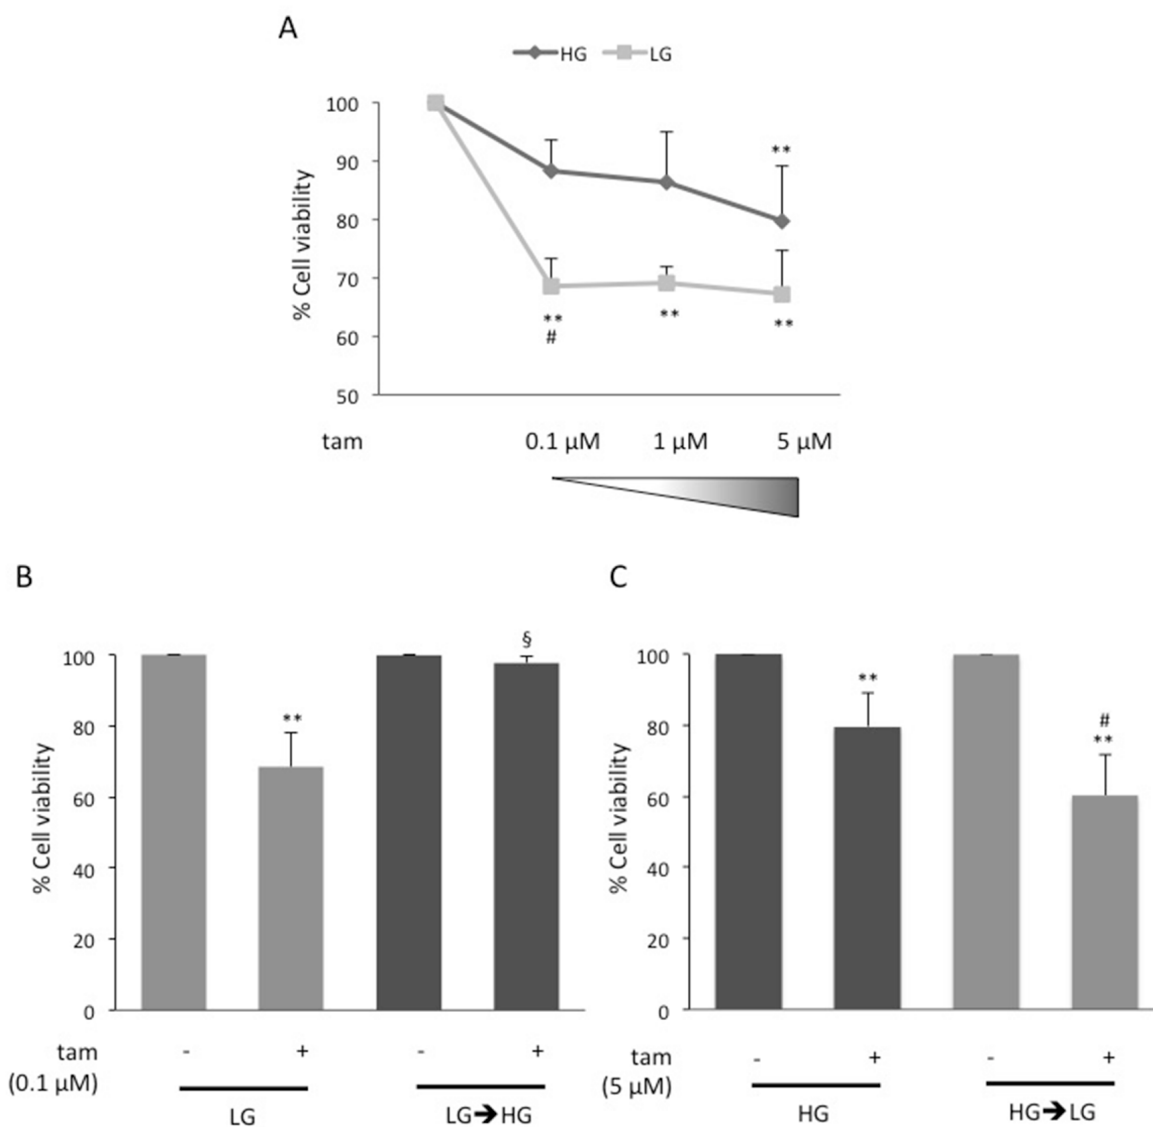 A
HG LG
100
90
80
70
60
50
% Cell viability
**
** ** **
#
tam 0.1 µM 1 µM 5 µM
B
100
80
60
40
20
0
% Cell viability
**
§
tam - + - +
(0.1 µM)
LG LG➔HG
C
100
80
60
40
20
0
% Cell viability
**
#
**
tam - + - +
(5 µM)
HG HG➔LG